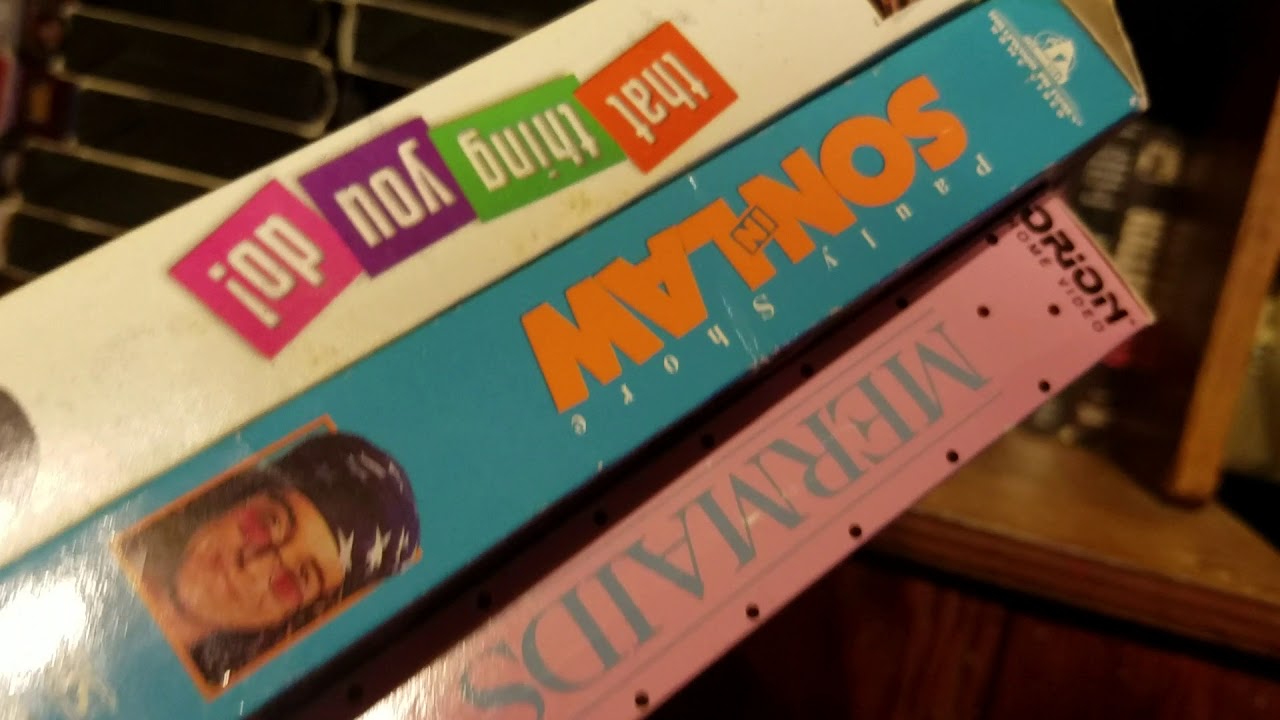 that thing you do!
SON IN LAW
Pauly Shore
ORION
HOME VIDEO
MERMAIDS